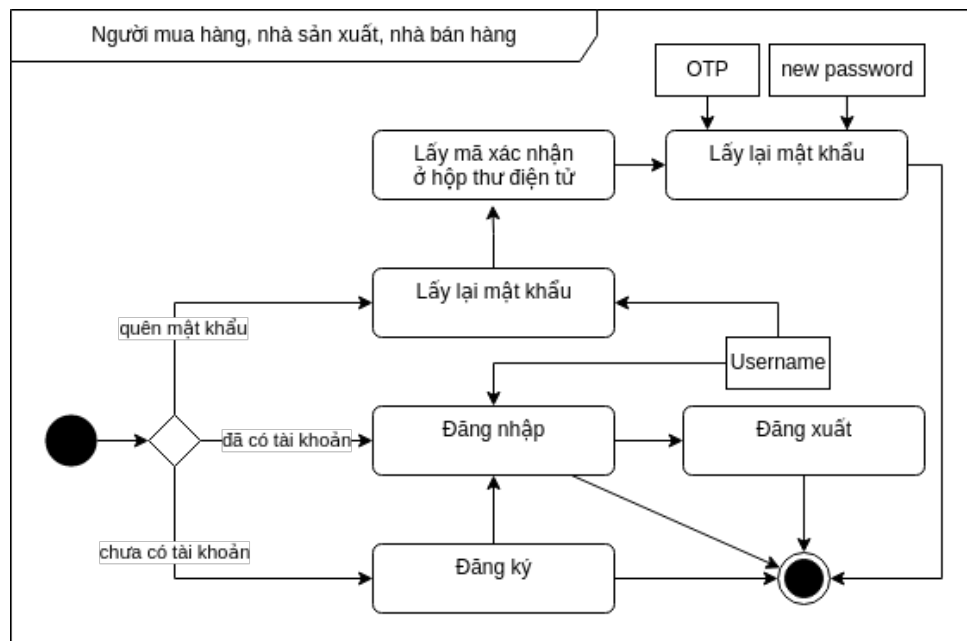 Người mua hàng, nhà sản xuất, nhà bán hàng
OTP
new password
Lấy mã xác nhận
ở hộp thư điện tử
Lấy lại mật khẩu
Lấy lại mật khẩu
quên mật khẩu
Username
đã có tài khoản
Đăng nhập
Đăng xuất
chưa có tài khoản
Đăng ký